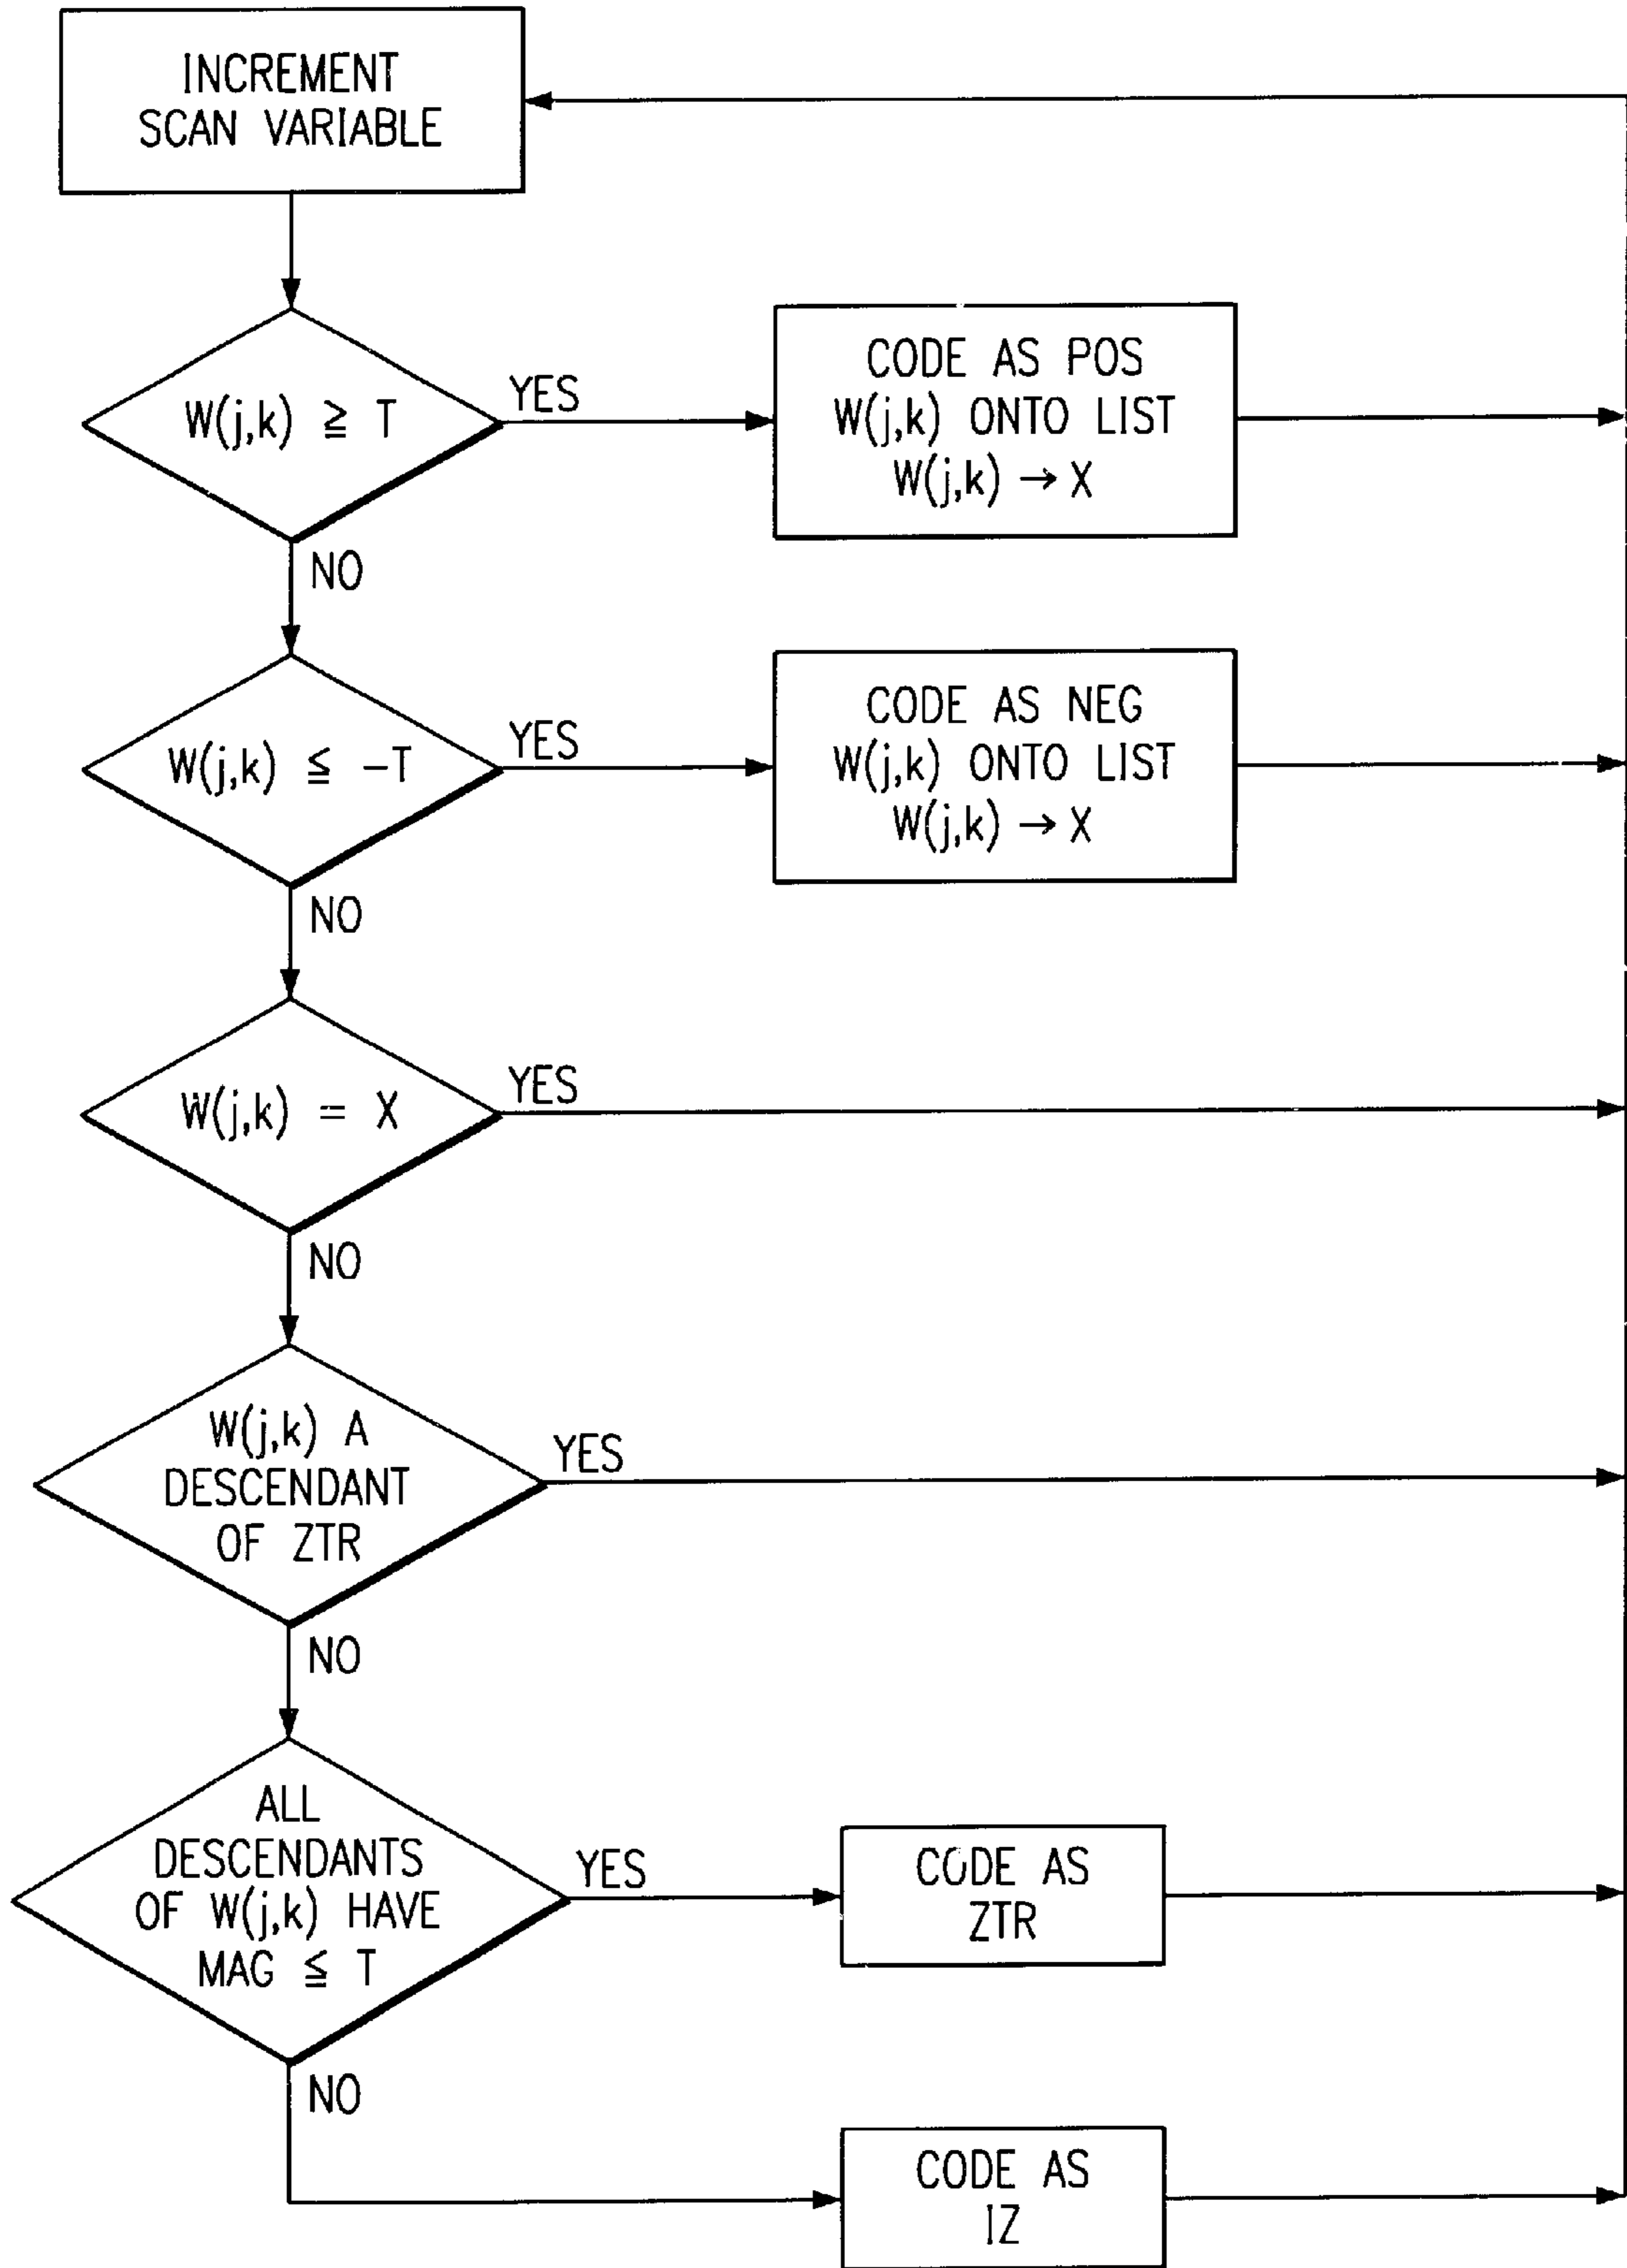 INCREMENT
SCAN VARIABLE
W(j,k) ≧ T
YES
CODE AS POS
W(j,k) ONTO LIST
W(j,k) → X
NO
W(j,k) ≦ -T
YES
CODE AS NEG
W(j,k) ONTO LIST
W(j,k) → X
NO
W(j,k) = X
YES
NO
W(j,k) A
DESCENDANT
OF ZTR
YES
NO
ALL
DESCENDANTS
OF W(j,k) HAVE
MAG ≦ T
YES
CODE AS
ZTR
NO
CODE AS
IZ